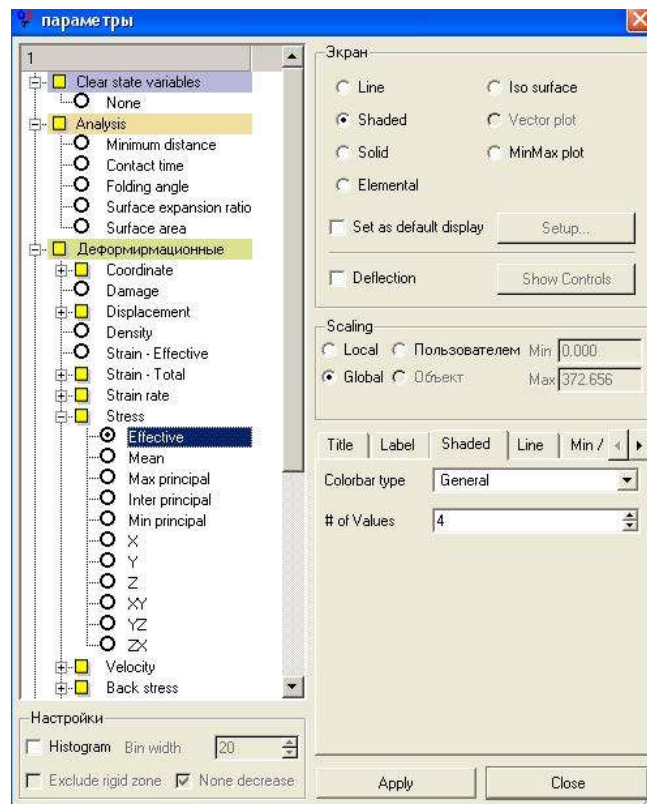 параметры
1
Clear state variables
None
Analysis
Minimum distance
Contact time
Folding angle
Surface expansion ratio
Surface area
Деформирмационные
Coordinate
Damage
Displacement
Density
Strain - Effective
Strain - Total
Strain rate
Stress
Effective
Mean
Max principal
Inter principal
Min principal
X
Y
Z
XY
YZ
ZX
Velocity
Back stress
Настройки
Histogram Bin width 20
Exclude rigid zone None decrease
Экран
Line Iso surface
Shaded Vector plot
Solid MinMax plot
Elemental
Set as default display Setup...
Deflection Show Controls
Scaling
Local Пользователем Min 0.000
Global Объект Max 372.656
Title Label Shaded Line Min /
Colorbar type General
# of Values 4
Apply Close